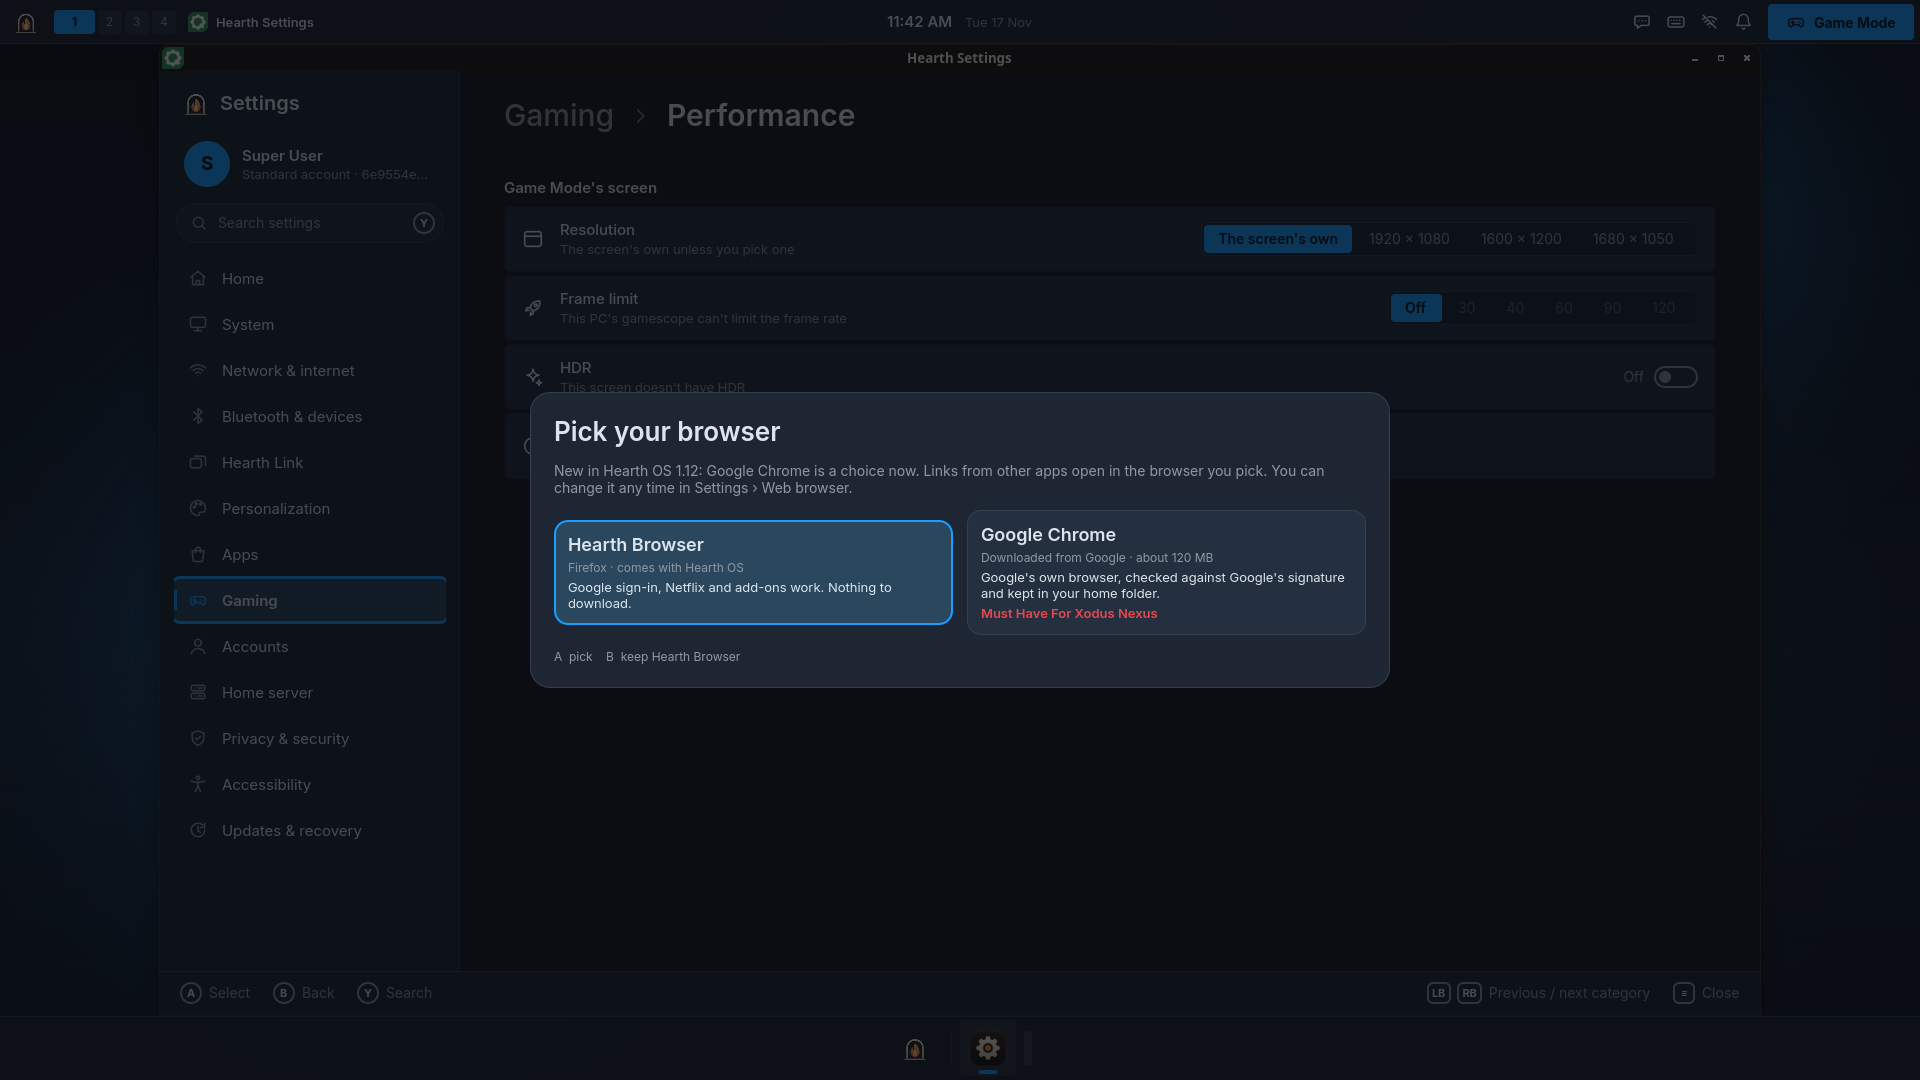 1 2 3 4 Hearth Settings
11:42 AM Tue 17 Nov
Game Mode
Hearth Settings
Settings
S
Super User
Standard account · 6e9554e...
Search settings Y
Home
System
Network & internet
Bluetooth & devices
Hearth Link
Personalization
Apps
Gaming
Accounts
Home server
Privacy & security
Accessibility
Updates & recovery
Gaming > Performance
Game Mode's screen
Resolution
The screen's own unless you pick one
The screen's own 1920 × 1080 1600 × 1200 1680 × 1050
Frame limit
This PC's gamescope can't limit the frame rate
Off 30 40 60 90 120
HDR
This screen doesn't have HDR
Off
Pick your browser
New in Hearth OS 1.12: Google Chrome is a choice now. Links from other apps open in the browser you pick. You can
change it any time in Settings › Web browser.
Hearth Browser
Firefox · comes with Hearth OS
Google sign-in, Netflix and add-ons work. Nothing to
download.
Google Chrome
Downloaded from Google · about 120 MB
Google's own browser, checked against Google's signature
and kept in your home folder.
Must Have For Xodus Nexus
A pick B keep Hearth Browser
A Select B Back Y Search
LB RB Previous / next category ≡ Close